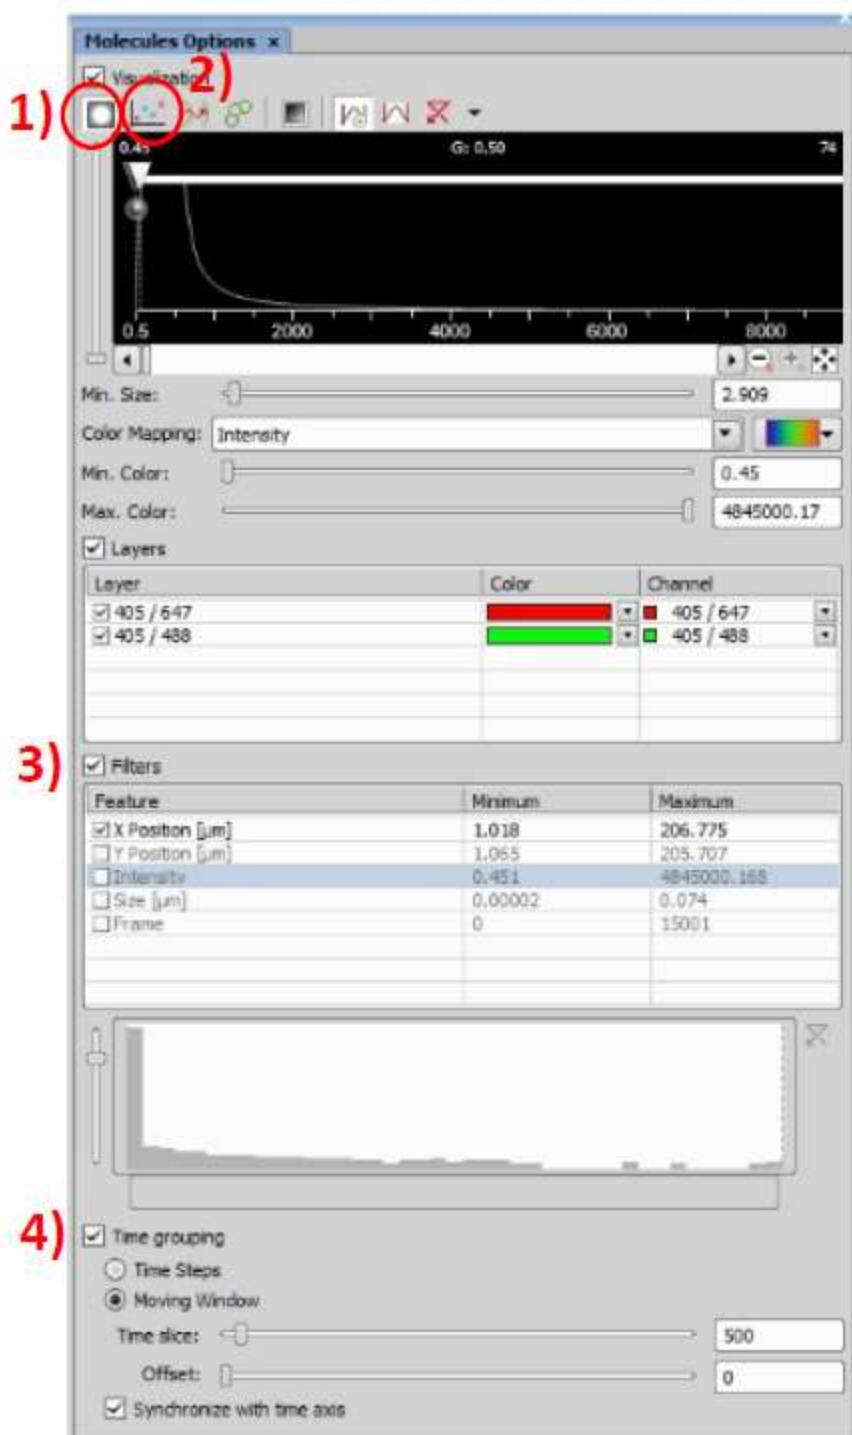 Molecules Options ×
Visualization
1)
2)
0.45 G: 0.50 74
0.5 2000 4000 6000 8000
Min. Size: 2.909
Color Mapping: Intensity
Min. Color: 0.45
Max. Color: 4845000.17
Layers
Layer Color Channel
405 / 647 405 / 647
405 / 488 405 / 488
3)
Filters
Feature Minimum Maximum
X Position [µm] 1.018 206.775
Y Position [µm] 1.065 205.707
Intensity 0.451 4845000.168
Size [µm] 0.00002 0.074
Frame 0 15001
4)
Time grouping
Time Steps
Moving Window
Time slice: 500
Offset: 0
Synchronize with time axis